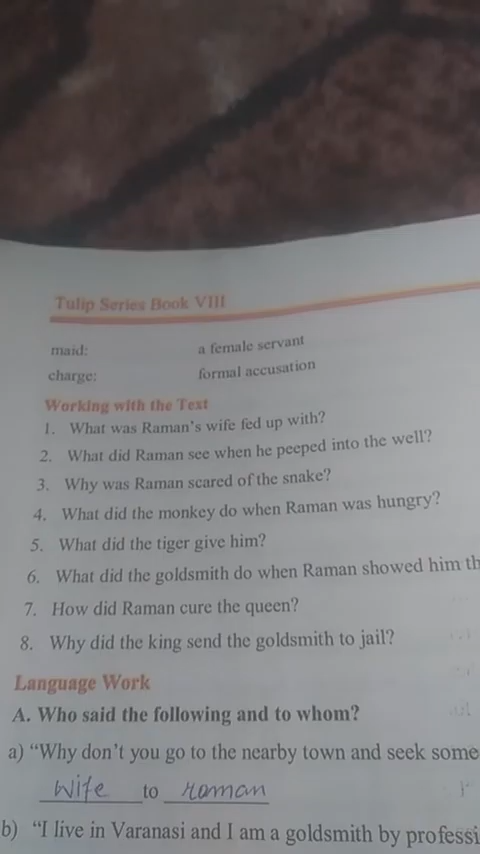 Tulip Series Book VIII
maid: a female servant
charge: formal accusation
Working with the Text
1. What was Raman's wife fed up with?
2. What did Raman see when he peeped into the well?
3. Why was Raman scared of the snake?
4. What did the monkey do when Raman was hungry?
5. What did the tiger give him?
6. What did the goldsmith do when Raman showed him th
7. How did Raman cure the queen?
8. Why did the king send the goldsmith to jail?
Language Work
A. Who said the following and to whom?
a) "Why don't you go to the nearby town and seek some
Wife to raman
b) "I live in Varanasi and I am a goldsmith by professi